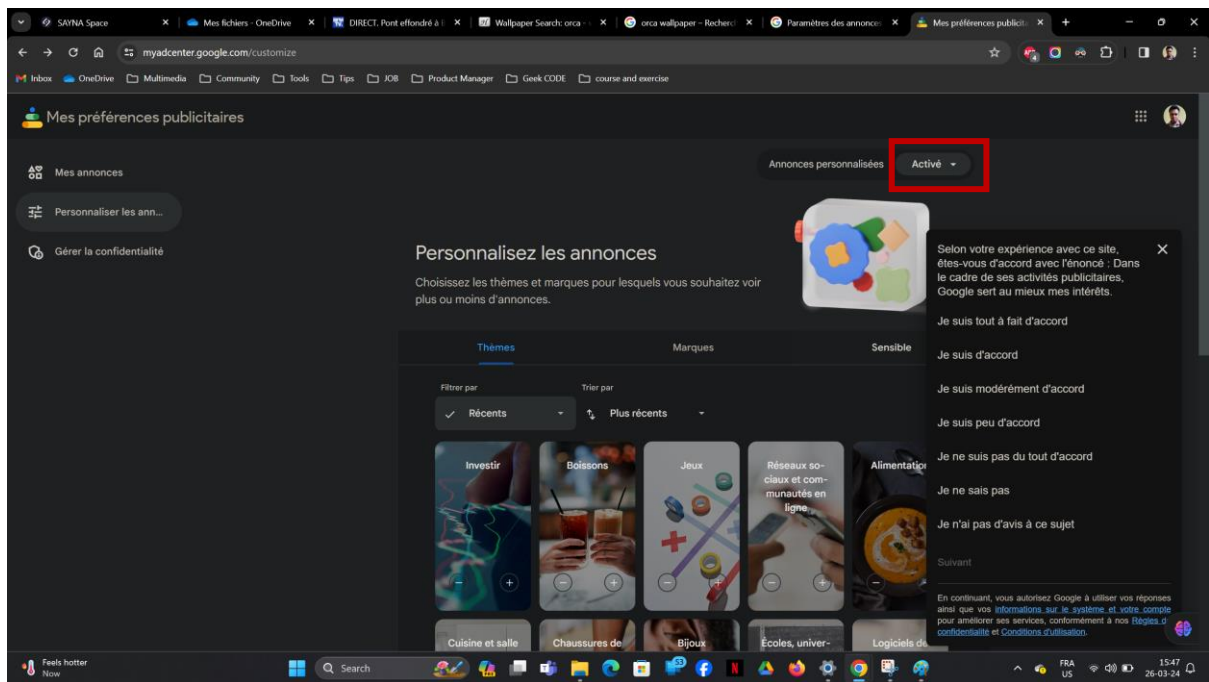 SAYNA Space
Mes fichiers - OneDrive
DIRECT. Pont effondré à
Wallpaper Search: orca -
orca wallpaper – Recherc
Paramètres des annonces
Mes préférences publicit
myadcenter.google.com/customize
Inbox
OneDrive
Multimedia
Community
Tools
Tips
JOB
Product Manager
Geek CODE
course and exercise
Mes préférences publicitaires
Annonces personnalisées
Activé
Mes annonces
Personnaliser les ann...
Gérer la confidentialité
Personnalisez les annonces
Choisissez les thèmes et marques pour lesquels vous souhaitez voir
plus ou moins d'annonces.
Thèmes
Marques
Sensible
Filtrer par
Trier par
Récents
Plus récents
Investir
Boissons
Jeux
Réseaux so-
ciaux et com-
munautés en
ligne
Alimentation
Cuisine et salle
Chaussures de
Bijoux
Écoles, univer-
Logiciels de
Selon votre expérience avec ce site,
êtes-vous d'accord avec l'énoncé : Dans
le cadre de ses activités publicitaires,
Google sert au mieux mes intérêts.
Je suis tout à fait d'accord
Je suis d'accord
Je suis modérément d'accord
Je suis peu d'accord
Je ne suis pas du tout d'accord
Je ne sais pas
Je n'ai pas d'avis à ce sujet
Suivant
En continuant, vous autorisez Google à utiliser vos réponses
ainsi que vos informations sur le système et votre compte
pour améliorer ses services, conformément à nos Règles d
confidentialité et Conditions d'utilisation.
Feels hotter
Now
Search
FRA
US
15:47
26-03-24